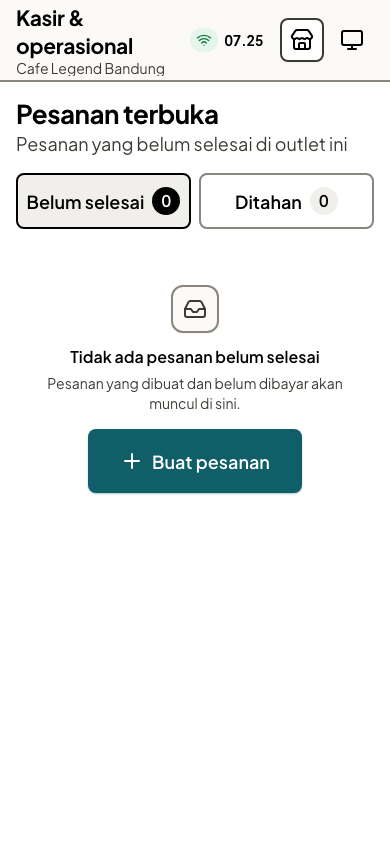 Kasir &
operasional
Cafe Legend Bandung
07.25
Pesanan terbuka
Pesanan yang belum selesai di outlet ini
Belum selesai 0
Ditahan 0
Tidak ada pesanan belum selesai
Pesanan yang dibuat dan belum dibayar akan
muncul di sini.
Buat pesanan